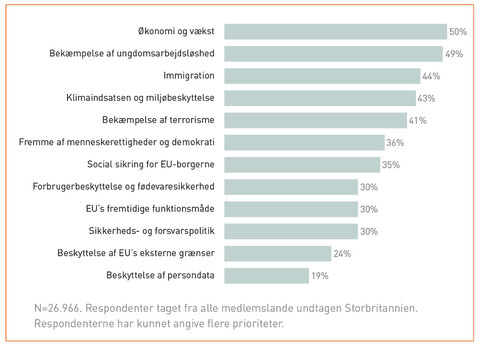 Økonomi og vækst 50%
Bekæmpelse af ungdomsarbejdsløshed 49%
Immigration 44%
Klimaindsatsen og miljøbeskyttelse 43%
Bekæmpelse af terrorisme 41%
Fremme af menneskerettigheder og demokrati 36%
Social sikring for EU-borgerne 35%
Forbrugerbeskyttelse og fødevaresikkerhed 30%
EU´s fremtidige funktionsmåde 30%
Sikkerheds- og forsvarspolitik 30%
Beskyttelse af EU´s eksterne grænser 24%
Beskyttelse af persondata 19%
N=26.966. Respondenter taget fra alle medlemslande undtagen Storbritannien.
Respondenterne har kunnet angive flere prioriteter.